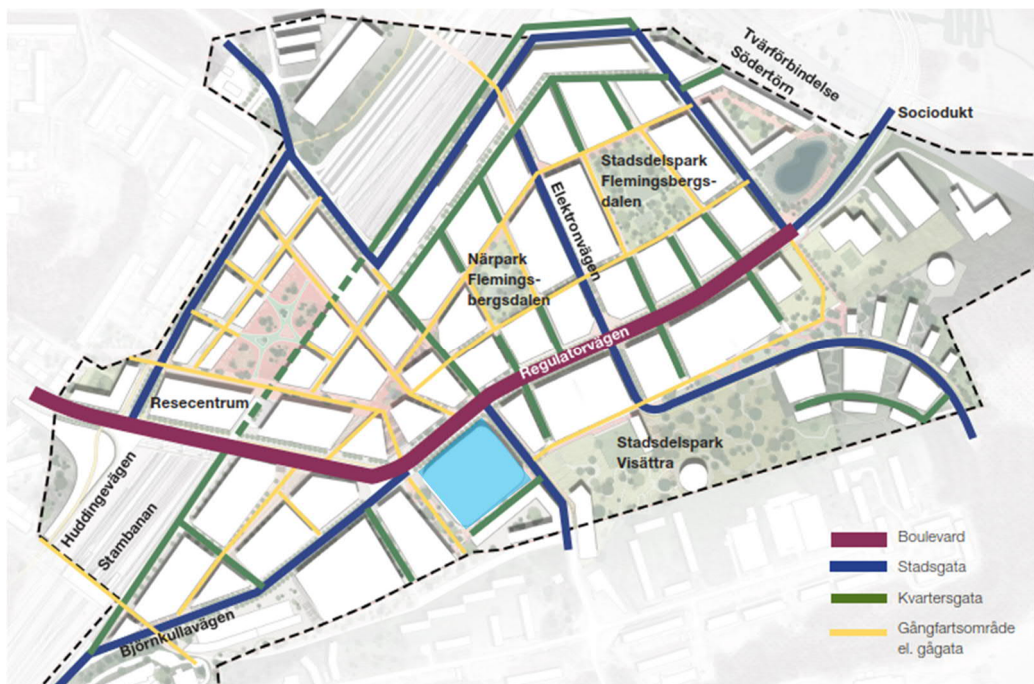 Tvärförbindelse
Södertörn
Sociodukt
Stadsdelspark
Flemingsbergs-
dalen
Elektronvägen
Närpark
Flemings-
bergsdalen
Regulatorvägen
Resecentrum
Stadsdelspark
Visättra
Huddingevägen
Stambanan
Björnkullavägen
Boulevard
Stadsgata
Kvartersgata
Gångfartsområde
el. gågata